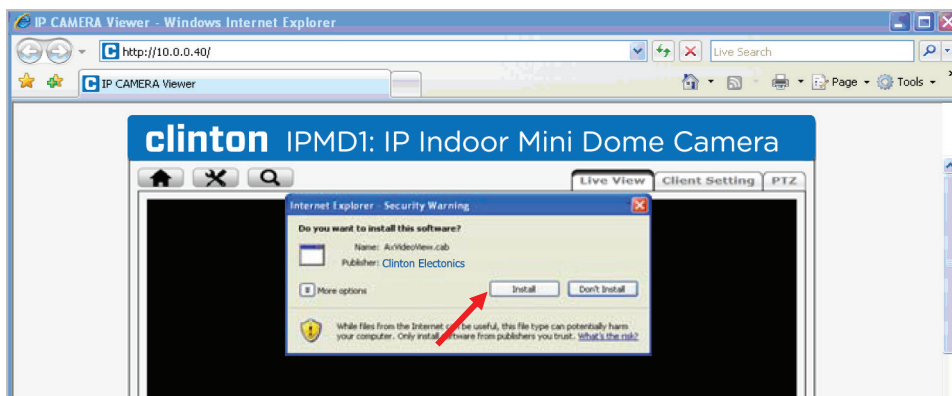 IP CAMERA Viewer - Windows Internet Explorer
http://10.0.0.40/
Live Search
IP CAMERA Viewer
Page
Tools
clinton IPMD1: IP Indoor Mini Dome Camera
Live View Client Setting PTZ
Internet Explorer - Security Warning
Do you want to install this software?
Name: AxVideoView.cab
Publisher: Clinton Electonics
More options
Install Don't Install
While files from the Internet can be useful, this file type can potentially harm
your computer. Only install software from publishers you trust. What's the risk?